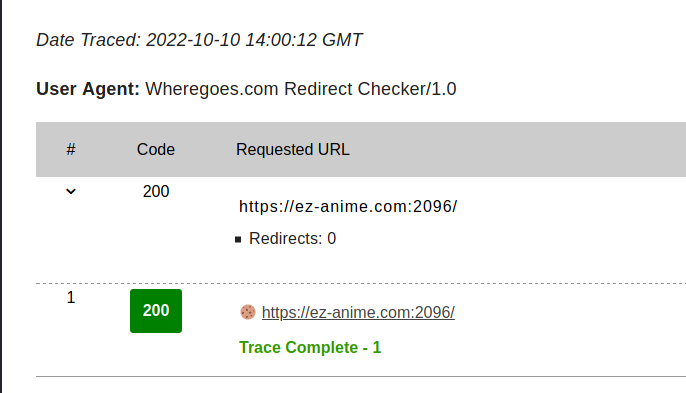 Date Traced: 2022-10-10 14:00:12 GMT
User Agent: Wheregoes.com Redirect Checker/1.0
# Code Requested URL
200
https://ez-anime.com:2096/
Redirects: 0
1 200 https://ez-anime.com:2096/
Trace Complete - 1